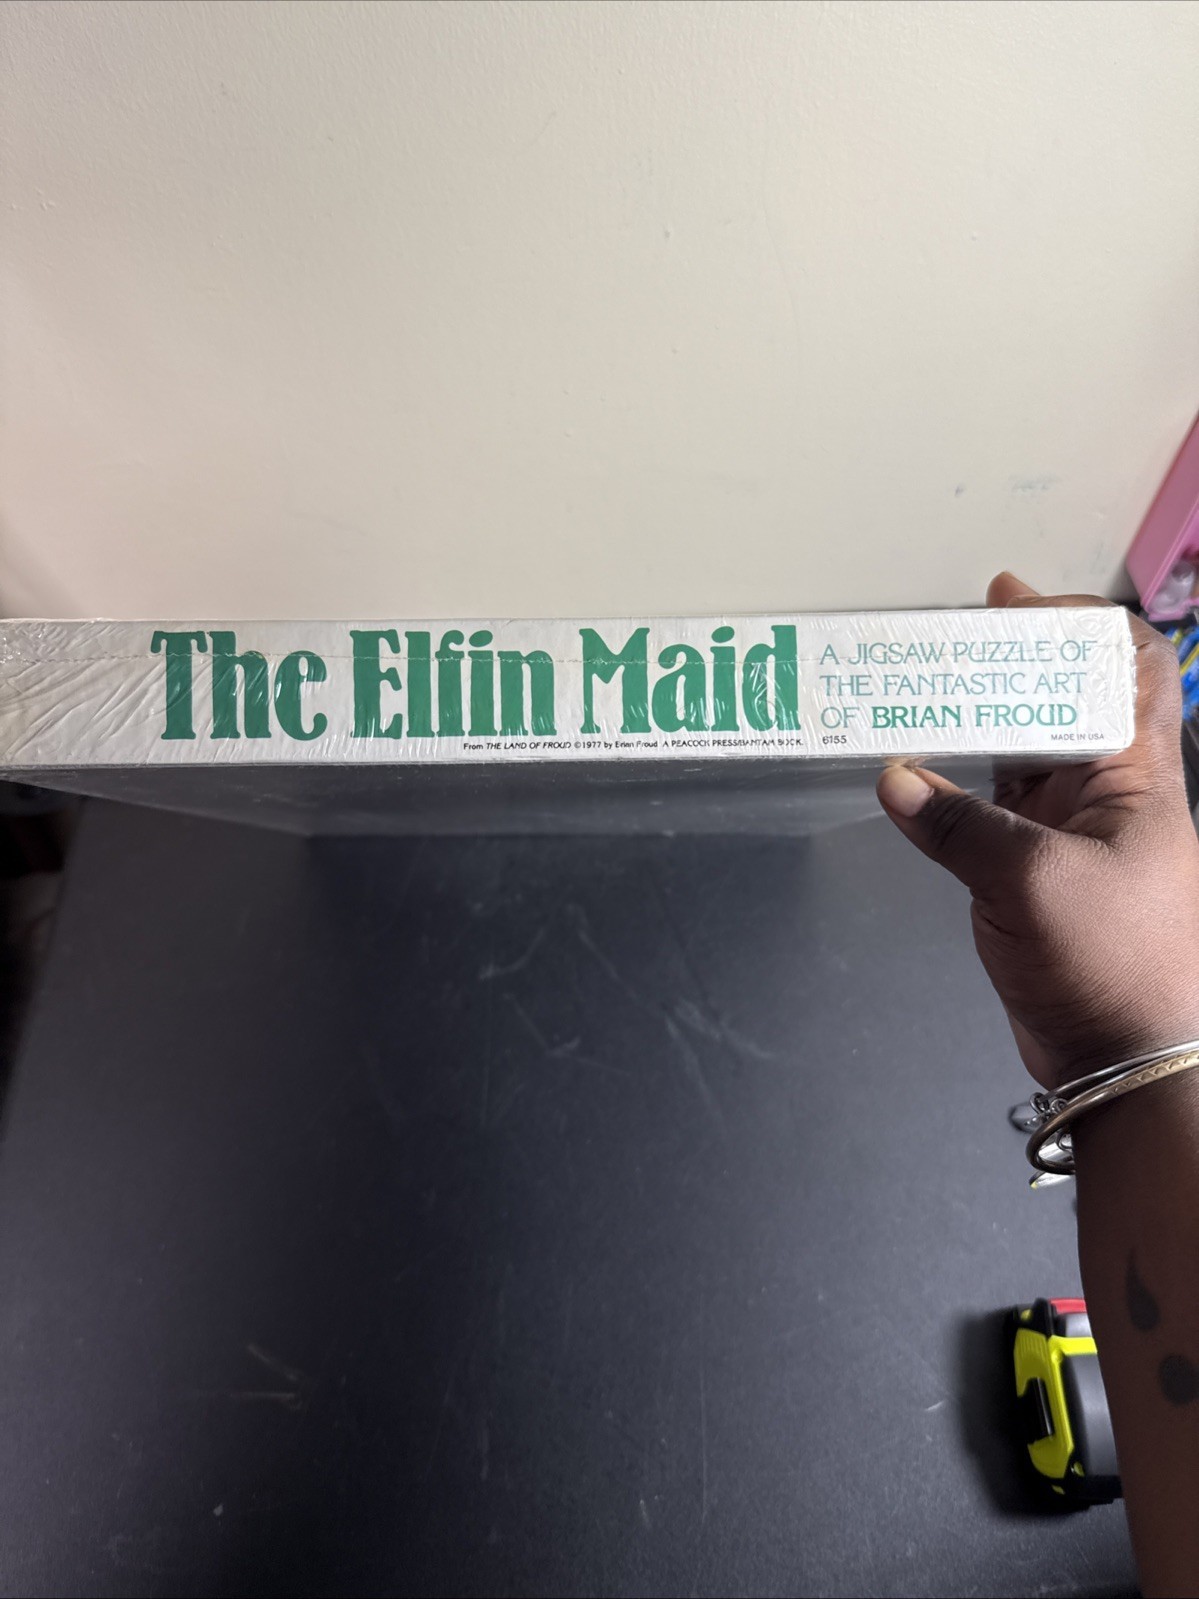 The Elfin Maid
From THE LAND OF FROUD ©1977 by Brian Froud A PEACOCK PRESS/BANTAM BOOK.
A JIGSAW PUZZLE OF
THE FANTASTIC ART
OF BRIAN FROUD
6155
MADE IN USA